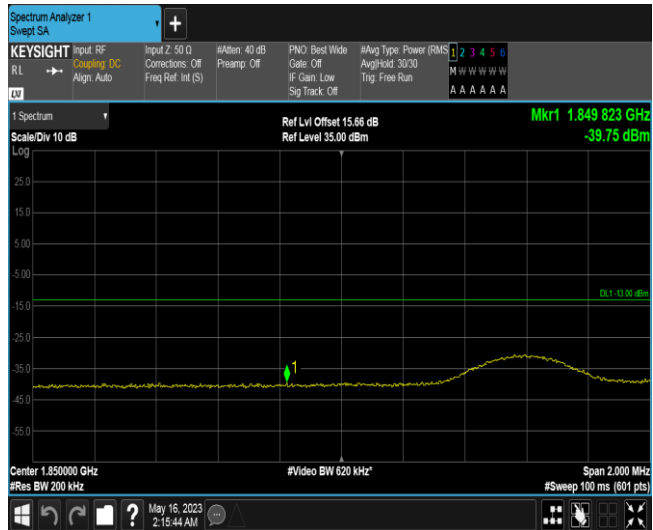 Spectrum Analyzer 1
Swept SA
KEYSIGHT Input: RF Input Z: 50 Ω #Atten: 40 dB PNO: Best Wide #Avg Type: Power (RMS 1 2 3 4 5 6
RL Coupling: DC Corrections: Off Preamp: Off Gate: Off Avg|Hold: 30/30 M W W W W W
Align: Auto Freq Ref: Int (S) IF Gain: Low Trig: Free Run
LXI Sig Track: Off A A A A A A
1 Spectrum Ref Lvl Offset 15.66 dB Mkr1 1.849 823 GHz
Scale/Div 10 dB Ref Level 35.00 dBm -39.75 dBm
Log
25.0
15.0
5.00
-5.00
DL1 -13.00 dBm
-15.0
-25.0
1
-35.0
-45.0
-55.0
Center 1.850000 GHz #Video BW 620 kHz* Span 2.000 MHz
#Res BW 200 kHz #Sweep 100 ms (601 pts)
? May 16, 2023
2:15:44 AM